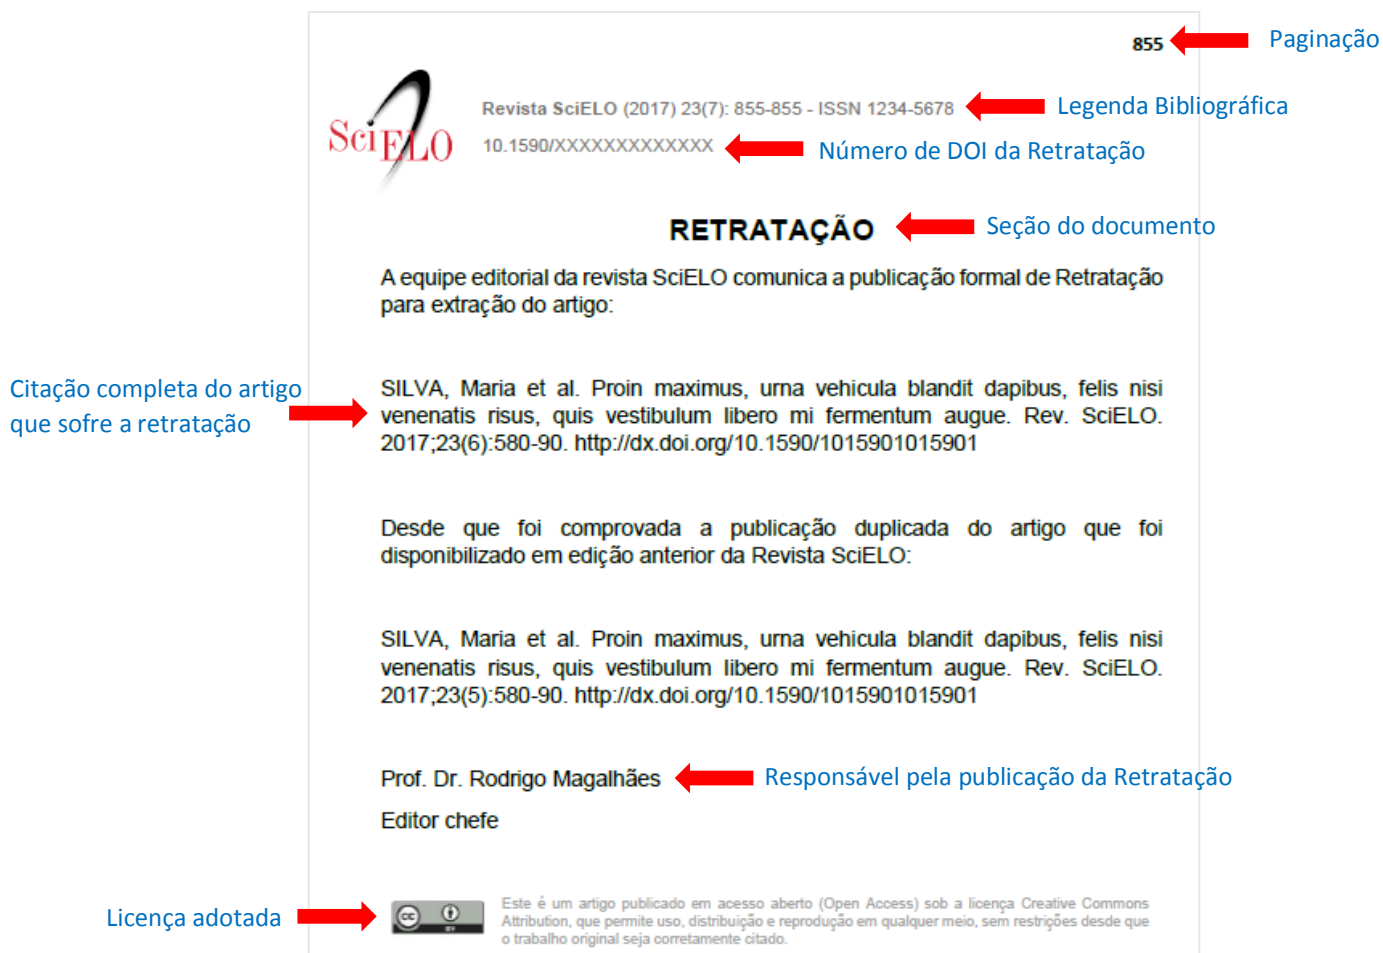 855
Paginação
SciELO
Revista SciELO (2017) 23(7): 855-855 - ISSN 1234-5678
Legenda Bibliográfica
10.1590/XXXXXXXXXXXXX
Número de DOI da Retratação
RETRATAÇÃO
Seção do documento
A equipe editorial da revista SciELO comunica a publicação formal de Retratação
para extração do artigo:
Citação completa do artigo
que sofre a retratação
SILVA, Maria et al. Proin maximus, urna vehicula blandit dapibus, felis nisi
venenatis risus, quis vestibulum libero mi fermentum augue. Rev. SciELO.
2017;23(6):580-90. http://dx.doi.org/10.1590/1015901015901
Desde que foi comprovada a publicação duplicada do artigo que foi
disponibilizado em edição anterior da Revista SciELO:
SILVA, Maria et al. Proin maximus, urna vehicula blandit dapibus, felis nisi
venenatis risus, quis vestibulum libero mi fermentum augue. Rev. SciELO.
2017;23(5):580-90. http://dx.doi.org/10.1590/1015901015901
Prof. Dr. Rodrigo Magalhães
Responsável pela publicação da Retratação
Editor chefe
Licença adotada
cc
BY
Este é um artigo publicado em acesso aberto (Open Access) sob a licença Creative Commons
Attribution, que permite uso, distribuição e reprodução em qualquer meio, sem restrições desde que
o trabalho original seja corretamente citado.